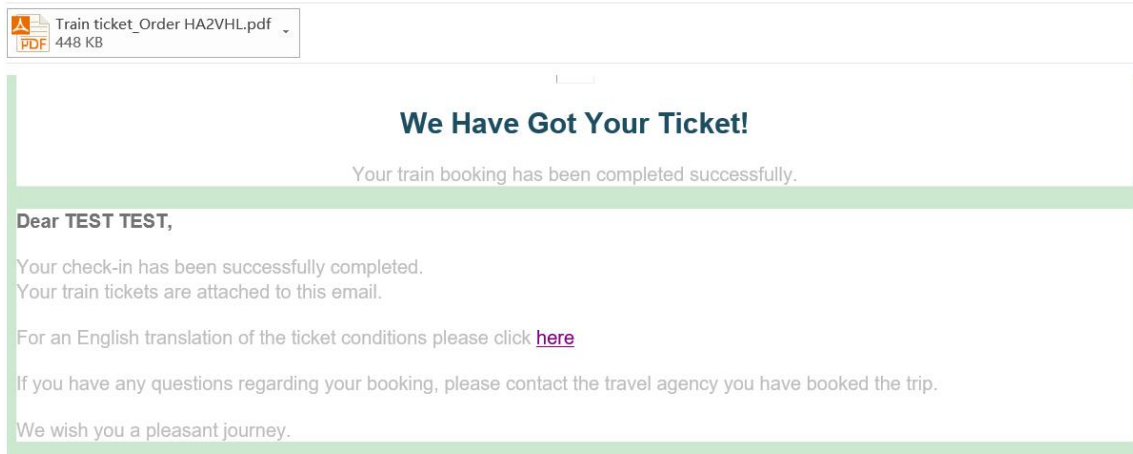 Train ticket_Order HA2VHL.pdf
PDF 448 KB
We Have Got Your Ticket!
Your train booking has been completed successfully.
Dear TEST TEST,
Your check-in has been successfully completed.
Your train tickets are attached to this email.
For an English translation of the ticket conditions please click here
If you have any questions regarding your booking, please contact the travel agency you have booked the trip.
We wish you a pleasant journey.